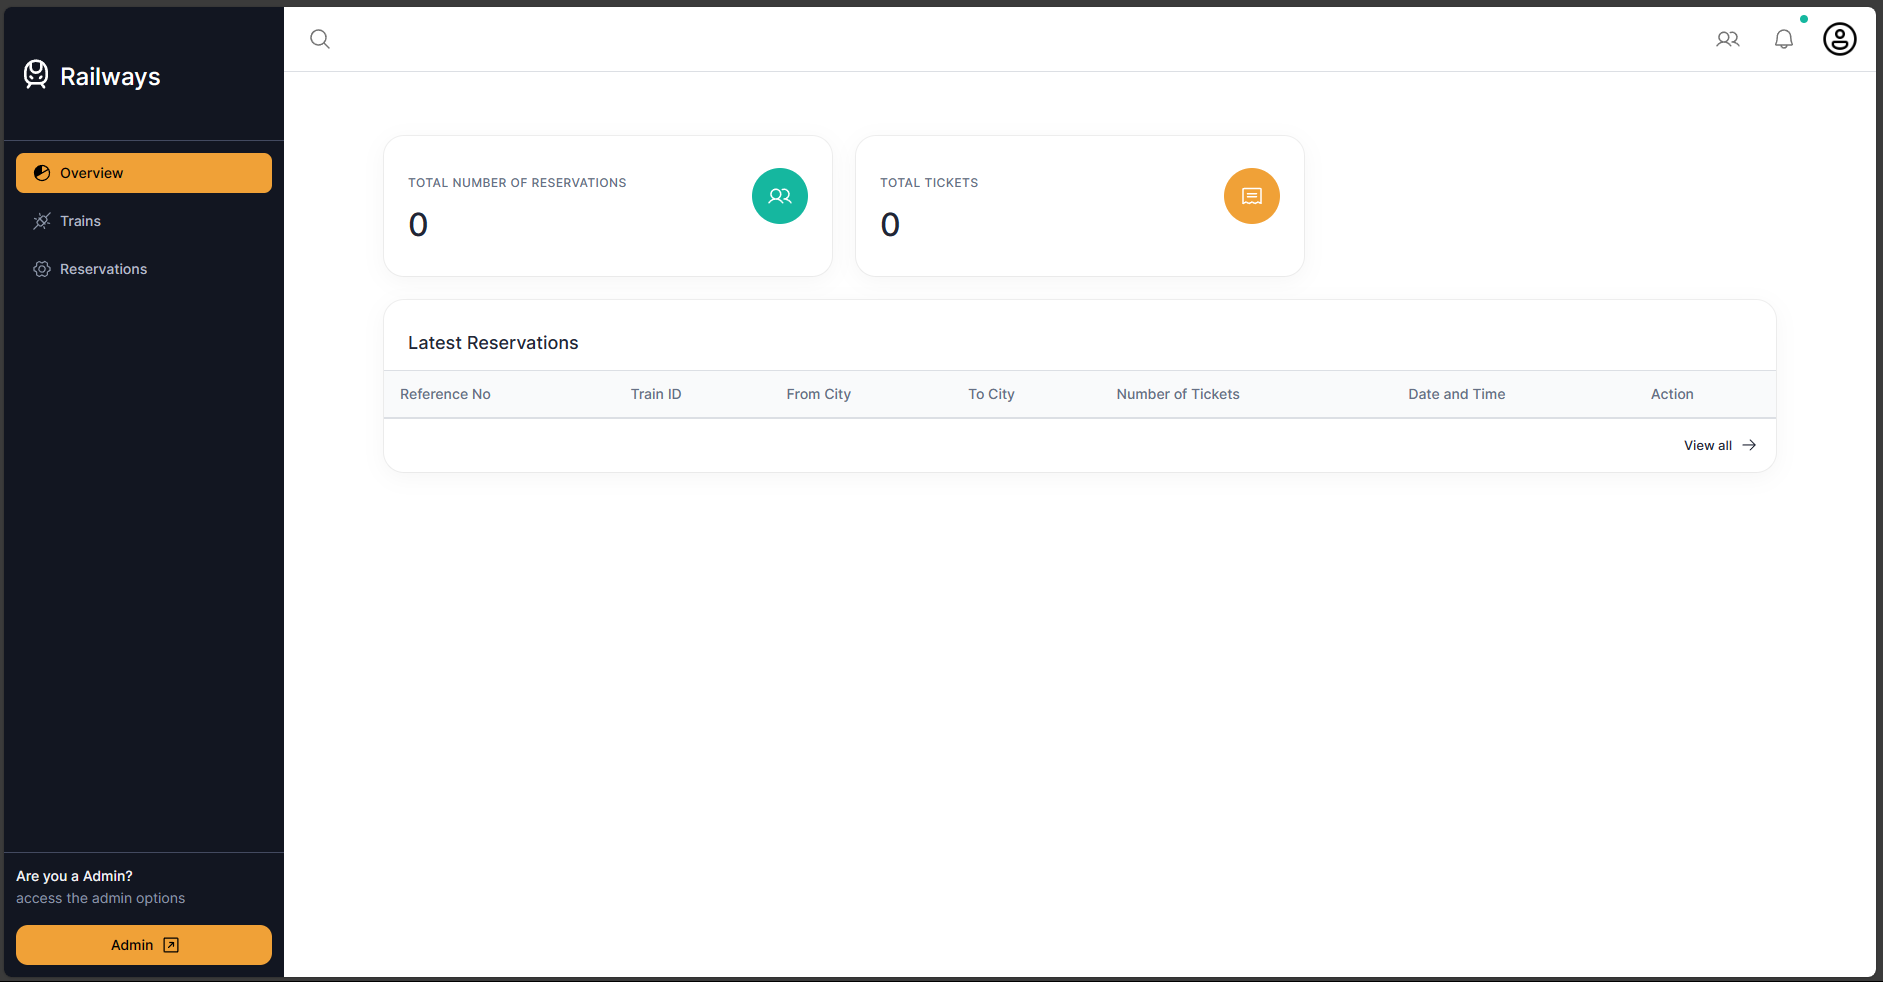 Railways
Overview
Trains
Reservations
Are you a Admin?
access the admin options
Admin
TOTAL NUMBER OF RESERVATIONS
0
TOTAL TICKETS
0
Latest Reservations
Reference No Train ID From City To City Number of Tickets Date and Time Action
View all